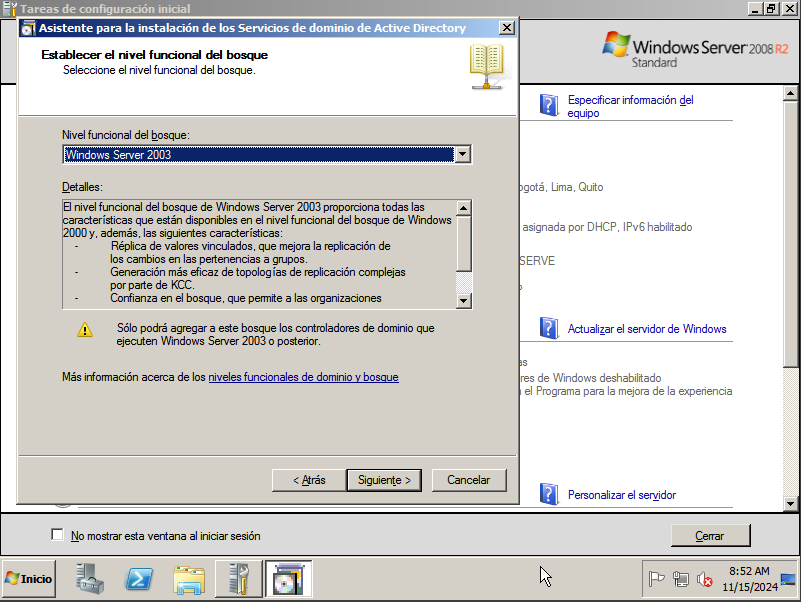 Tareas de configuración inicial
Asistente para la instalación de los Servicios de dominio de Active Directory
Establecer el nivel funcional del bosque
Seleccione el nivel funcional del bosque.
Windows Server 2008 R2
Standard
Nivel funcional del bosque:
Windows Server 2003
Detalles:
El nivel funcional del bosque de Windows Server 2003 proporciona todas las
características que están disponibles en el nivel funcional del bosque de Windows
2000 y, además, las siguientes características:
- Réplica de valores vinculados, que mejora la replicación de
los cambios en las pertenencias a grupos.
- Generación más eficaz de topologías de replicación complejas
por parte de KCC.
- Confianza en el bosque, que permite a las organizaciones
Sólo podrá agregar a este bosque los controladores de dominio que
ejecuten Windows Server 2003 o posterior.
Más información acerca de los niveles funcionales de dominio y bosque
< Atrás
Siguiente >
Cancelar
Especificar información del
equipo
ogotá, Lima, Quito
asignada por DHCP, IPv6 habilitado
SERVE
Actualizar el servidor de Windows
as
res de Windows deshabilitado
n el Programa para la mejora de la experiencia
Personalizar el servidor
No mostrar esta ventana al iniciar sesión
Cerrar
Inicio
8:52 AM
11/15/2024